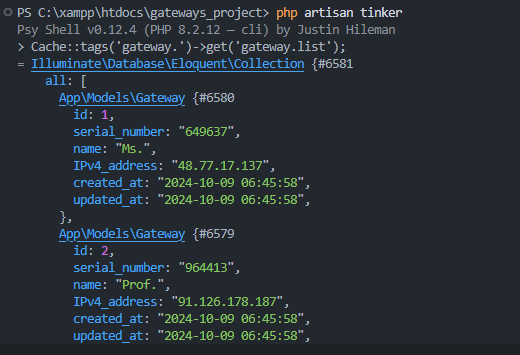 PS C:\xampp\htdocs\gateways_project> php artisan tinker
Psy Shell v0.12.4 (PHP 8.2.12 — cli) by Justin Hileman
> Cache::tags('gateway.')->get('gateway.list');
= Illuminate\Database\Eloquent\Collection {#6581
all: [
App\Models\Gateway {#6580
id: 1,
serial_number: "649637",
name: "Ms.",
IPv4_address: "48.77.17.137",
created_at: "2024-10-09 06:45:58",
updated_at: "2024-10-09 06:45:58",
},
App\Models\Gateway {#6579
id: 2,
serial_number: "964413",
name: "Prof.",
IPv4_address: "91.126.178.187",
created_at: "2024-10-09 06:45:58",
updated_at: "2024-10-09 06:45:58",